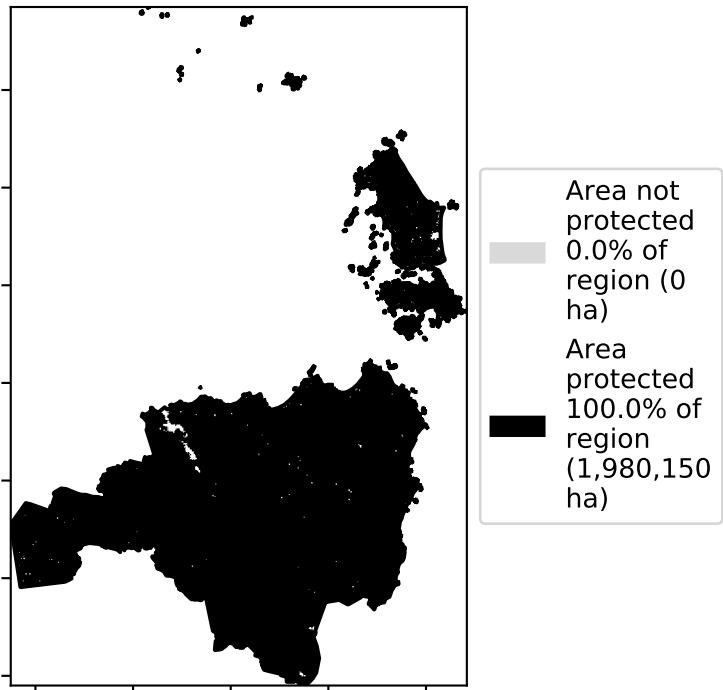 Area not
protected
0.0% of
region (0
ha)
Area
protected
100.0% of
region
(1,980,150
ha)